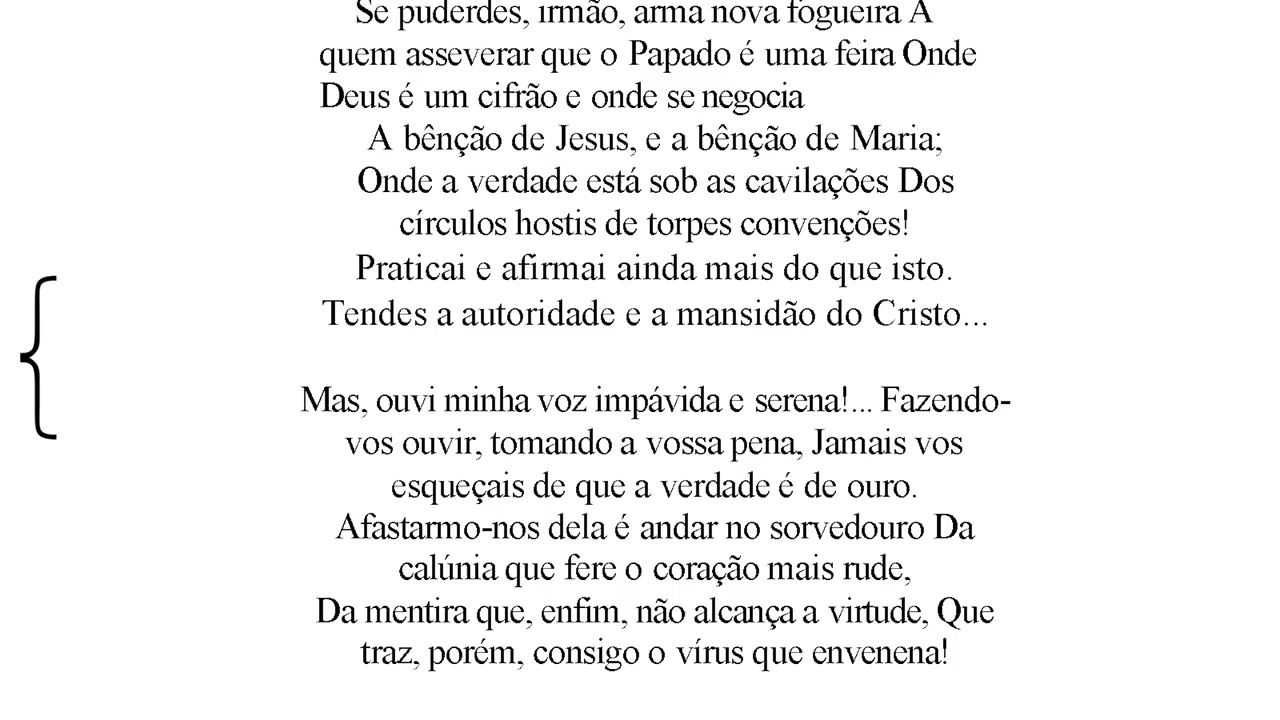 Se puderdes, irmão, arma nova fogueira A
quem asseverar que o Papado é uma feira Onde
Deus é um cifrão e onde se negocia
A bênção de Jesus, e a bênção de Maria;
Onde a verdade está sob as cavilações Dos
círculos hostis de torpes convenções!
Praticai e afirmai ainda mais do que isto.
Tendes a autoridade e a mansidão do Cristo...
Mas, ouvi minha voz impávida e serena!... Fazendo-
vos ouvir, tomando a vossa pena, Jamais vos
esqueçais de que a verdade é de ouro.
Afastarmo-nos dela é andar no sorvedouro Da
calúnia que fere o coração mais rude,
Da mentira que, enfim, não alcança a virtude, Que
traz, porém, consigo o vírus que envenena!